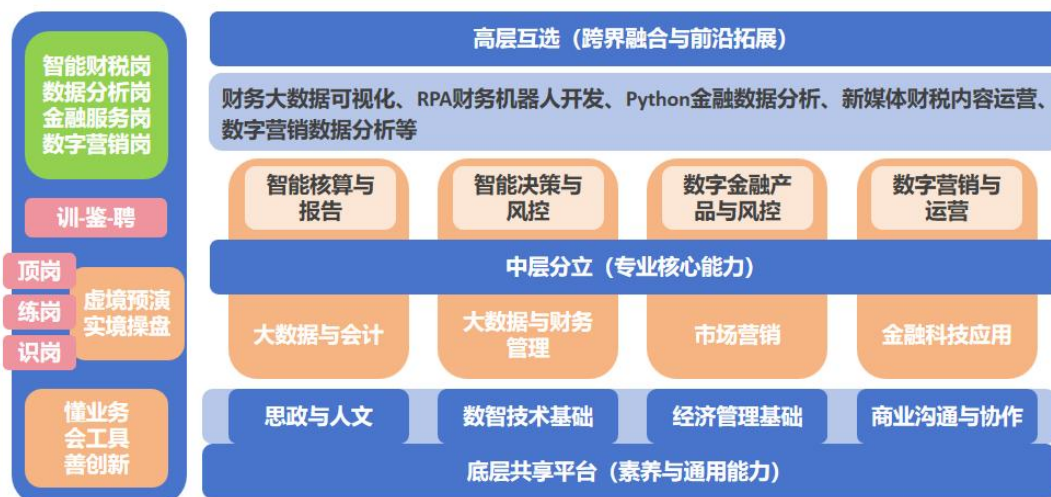 智能财税岗
数据分析岗
金融服务岗
数字营销岗
训-鉴-聘
顶岗
练岗
识岗
虚境预演
实境操盘
懂业务
会工具
善创新
高层互选（跨界融合与前沿拓展）
财务大数据可视化、RPA财务机器人开发、Python金融数据分析、新媒体财税内容运营、
数字营销数据分析等
智能核算与
报告
智能决策与
风控
数字金融产
品与风控
数字营销与
运营
中层分立（专业核心能力）
大数据与会计
大数据与财务
管理
市场营销
金融科技应用
思政与人文
数智技术基础
经济管理基础
商业沟通与协作
底层共享平台（素养与通用能力）